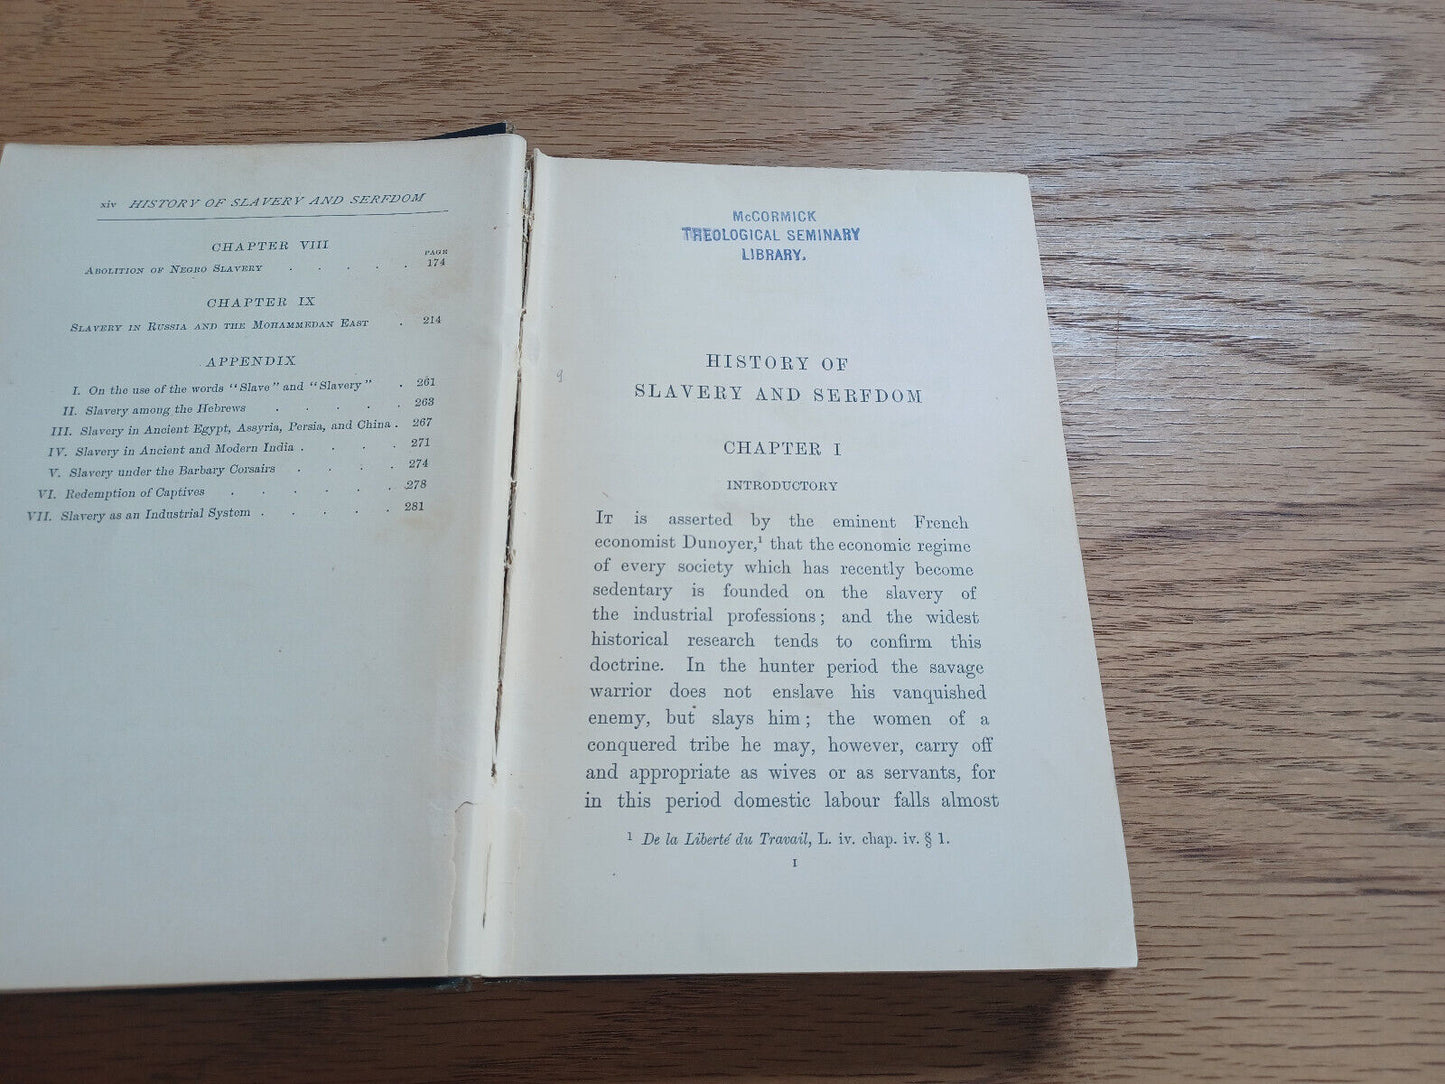 xiv HISTORY OF SLAVERY AND SERFDOM
CHAPTER VIII
PAGE
ABOLITION OF NEGRO SLAVERY . . . . . 174
CHAPTER IX
SLAVERY IN RUSSIA AND THE MOHAMMEDAN EAST . 214
APPENDIX
I. On the use of the words "Slave" and "Slavery" . 261
II. Slavery among the Hebrews . . . . . 263
III. Slavery in Ancient Egypt, Assyria, Persia, and China . 267
IV. Slavery in Ancient and Modern India . . . . 271
V. Slavery under the Barbary Corsairs . . . . 274
VI. Redemption of Captives . . . . . . 278
VII. Slavery as an Industrial System . . . . . 281
McCORMICK
THEOLOGICAL SEMINARY
LIBRARY.
HISTORY OF
SLAVERY AND SERFDOM
CHAPTER I
INTRODUCTORY
IT is asserted by the eminent French
economist Dunoyer,¹ that the economic regime
of every society which has recently become
sedentary is founded on the slavery of
the industrial professions; and the widest
historical research tends to confirm this
doctrine. In the hunter period the savage
warrior does not enslave his vanquished
enemy, but slays him; the women of a
conquered tribe he may, however, carry off
and appropriate as wives or as servants, for
in this period domestic labour falls almost
¹ De la Liberté du Travail, L. iv. chap. iv. § 1.
I